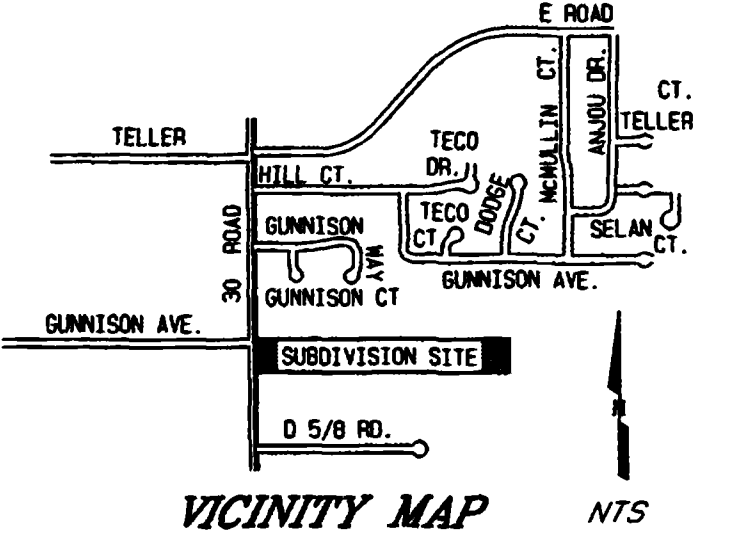 E ROAD
TELLER
McMULLIN CT.
ANJOU DR.
CT.
TELLER
TECO
DR.
HILL CT.
DODGE
CT.
TECO
CT
30 ROAD
GUNNISON
WAY
SELAN
CT.
GUNNISON CT
GUNNISON AVE.
GUNNISON AVE.
SUBDIVISION SITE
N
D 5/8 RD.
VICINITY MAP
NTS